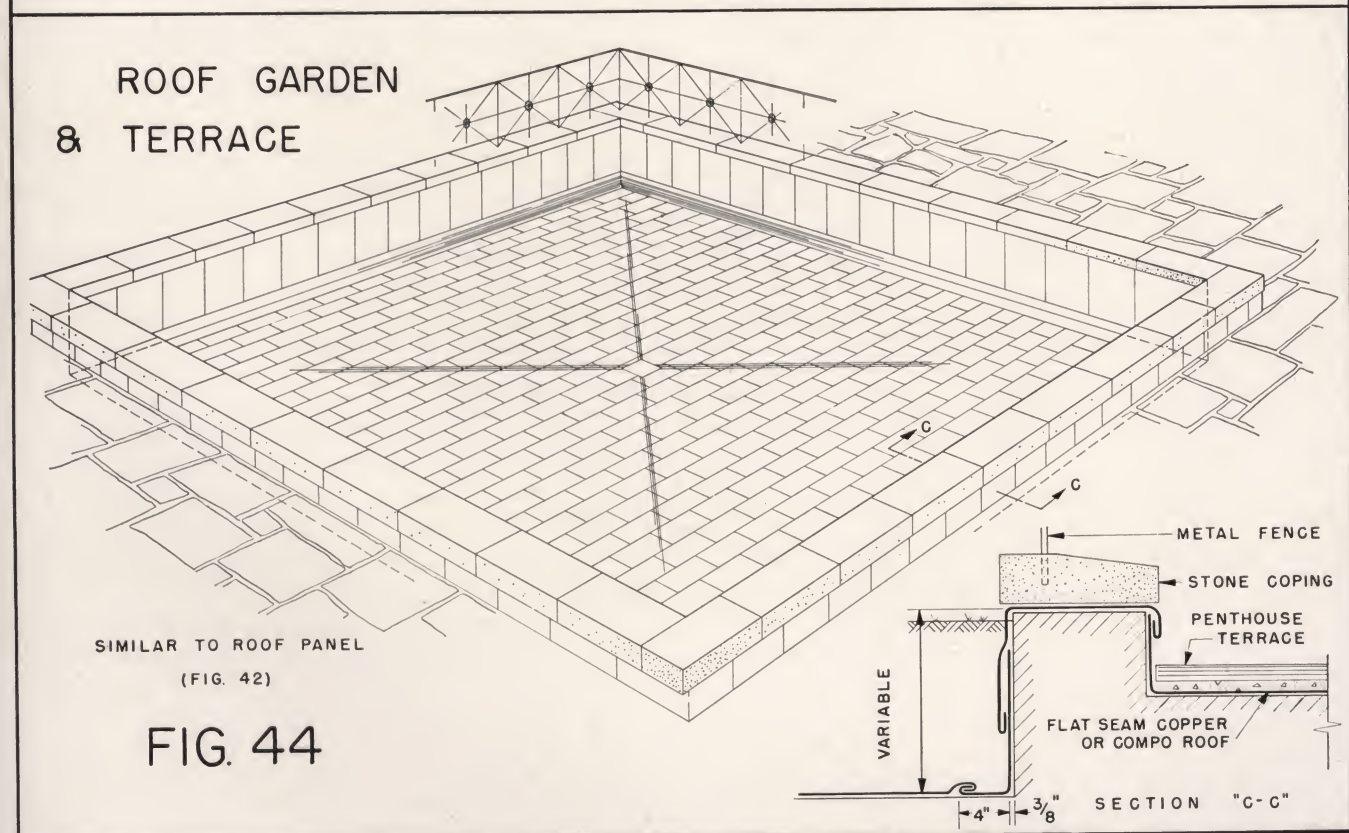 ROOF GARDEN
& TERRACE
C
C
METAL FENCE
STONE COPING
PENTHOUSE
TERRACE
VARIABLE
FLAT SEAM COPPER
OR COMPO ROOF
4"
3/8"
SECTION "C-C"
SIMILAR TO ROOF PANEL
(FIG. 42)
FIG. 44